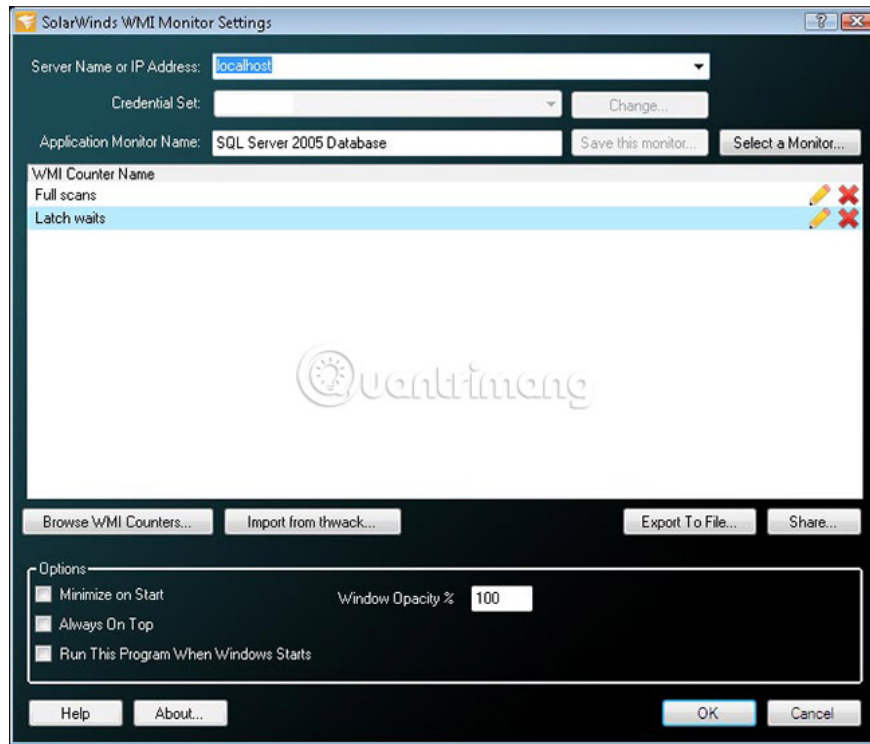 SolarWinds WMI Monitor Settings
Server Name or IP Address: localhost
Credential Set: Change...
Application Monitor Name: SQL Server 2005 Database Save this monitor... Select a Monitor...
WMI Counter Name
Full scans
Latch waits
Quantrimang
Browse WMI Counters... Import from thwack... Export To File... Share...
Options
Minimize on Start Window Opacity % 100
Always On Top
Run This Program When Windows Starts
Help About... OK Cancel